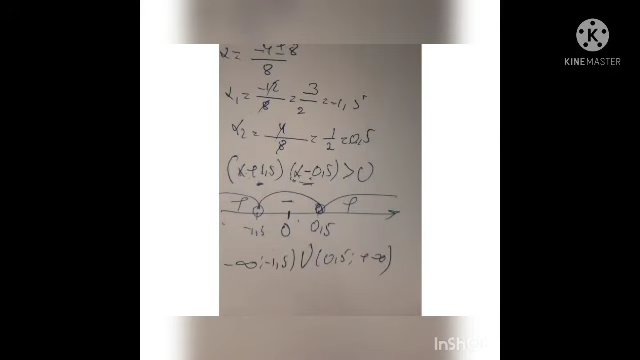 x = -4 ± 8 / 8
x₁ = -12/8 = 3/2 = -1,5
x₂ = 4/8 = 1/2 = 0,5
(x+1,5)(x-0,5)>0
+ - +
-1,5 0 0,5
-∞; -1,5) U (0,5; +∞)
KINEMASTER
InSh